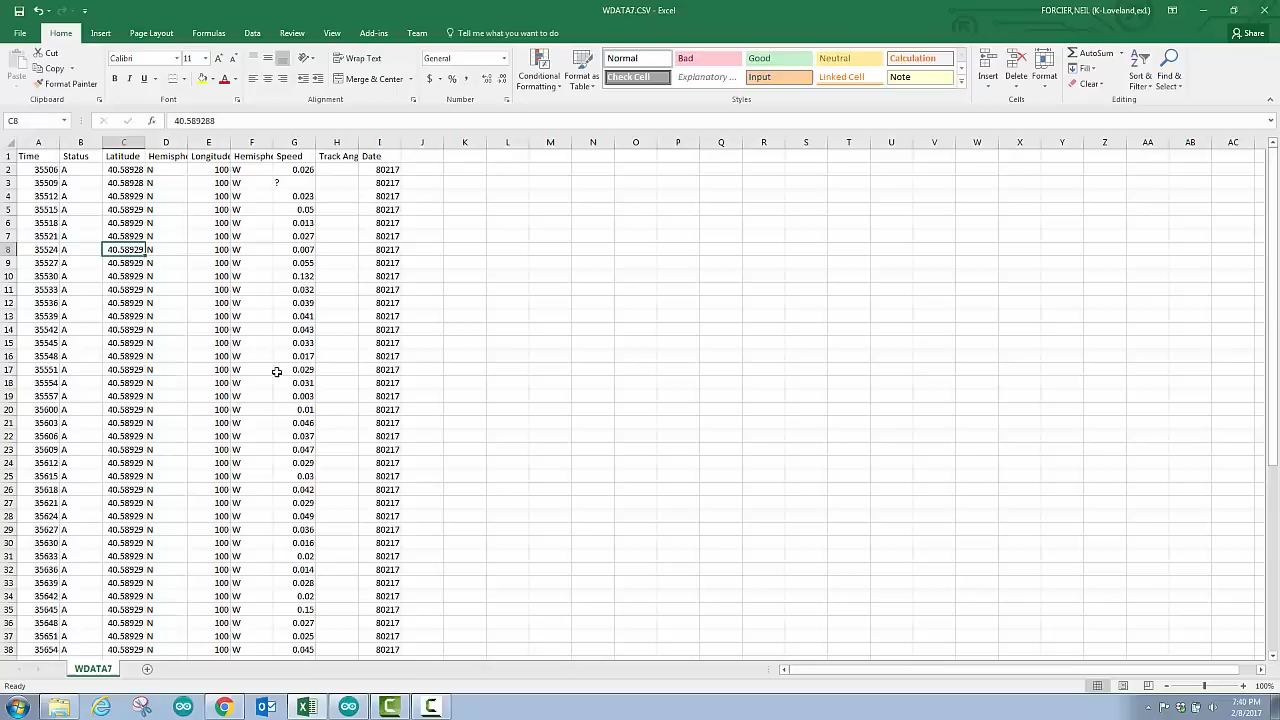 WDATA7.CSV - Excel
FORCIER,NEIL (K-Loveland,ex1)
File Home Insert Page Layout Formulas Data Review View Add-ins Team Tell me what you want to do Share
Cut
Copy
Format Painter
Paste
Clipboard
Calibri 11
B I U
Font
Wrap Text
Merge & Center
Alignment
General
$ % ,
Number
Conditional Formatting
Format as Table
Normal Bad Good Neutral Calculation
Check Cell Explanatory ... Input Linked Cell Note
Styles
Insert Delete Format
Cells
AutoSum
Fill
Clear
Sort & Filter
Find & Select
Editing
C8 fx 40.589288
A B C D E F G H I J K L M N O P Q R S T U V W X Y Z AA AB AC
1 Time Status Latitude Hemisphe Longitude Hemisphe Speed Track Ang Date
2 35506 A 40.58928 N 100 W 0.026 80217
3 35509 A 40.58928 N 100 W ? 80217
4 35512 A 40.58929 N 100 W 0.023 80217
5 35515 A 40.58929 N 100 W 0.05 80217
6 35518 A 40.58929 N 100 W 0.013 80217
7 35521 A 40.58929 N 100 W 0.027 80217
8 35524 A 40.58929 N 100 W 0.007 80217
9 35527 A 40.58929 N 100 W 0.055 80217
10 35530 A 40.58929 N 100 W 0.132 80217
11 35533 A 40.58929 N 100 W 0.032 80217
12 35536 A 40.58929 N 100 W 0.039 80217
13 35539 A 40.58929 N 100 W 0.041 80217
14 35542 A 40.58929 N 100 W 0.043 80217
15 35545 A 40.58929 N 100 W 0.033 80217
16 35548 A 40.58929 N 100 W 0.017 80217
17 35551 A 40.58929 N 100 W 0.029 80217
18 35554 A 40.58929 N 100 W 0.031 80217
19 35557 A 40.58929 N 100 W 0.003 80217
20 35600 A 40.58929 N 100 W 0.01 80217
21 35603 A 40.58929 N 100 W 0.046 80217
22 35606 A 40.58929 N 100 W 0.037 80217
23 35609 A 40.58929 N 100 W 0.047 80217
24 35612 A 40.58929 N 100 W 0.029 80217
25 35615 A 40.58929 N 100 W 0.03 80217
26 35618 A 40.58929 N 100 W 0.042 80217
27 35621 A 40.58929 N 100 W 0.029 80217
28 35624 A 40.58929 N 100 W 0.049 80217
29 35627 A 40.58929 N 100 W 0.036 80217
30 35630 A 40.58929 N 100 W 0.016 80217
31 35633 A 40.58929 N 100 W 0.02 80217
32 35636 A 40.58929 N 100 W 0.014 80217
33 35639 A 40.58929 N 100 W 0.028 80217
34 35642 A 40.58929 N 100 W 0.02 80217
35 35645 A 40.58929 N 100 W 0.15 80217
36 35648 A 40.58929 N 100 W 0.027 80217
37 35651 A 40.58929 N 100 W 0.025 80217
38 35654 A 40.58929 N 100 W 0.045 80217
WDATA7
Ready
100%
7:40 PM
2/8/2017